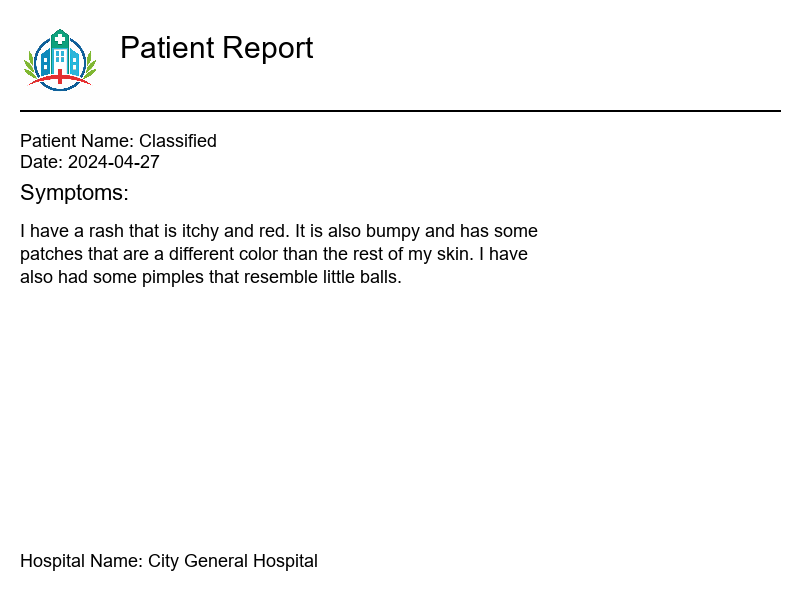 Patient Report
Patient Name: Classified
Date: 2024-04-27
Symptoms:
I have a rash that is itchy and red. It is also bumpy and has some
patches that are a different color than the rest of my skin. I have
also had some pimples that resemble little balls.
Hospital Name: City General Hospital